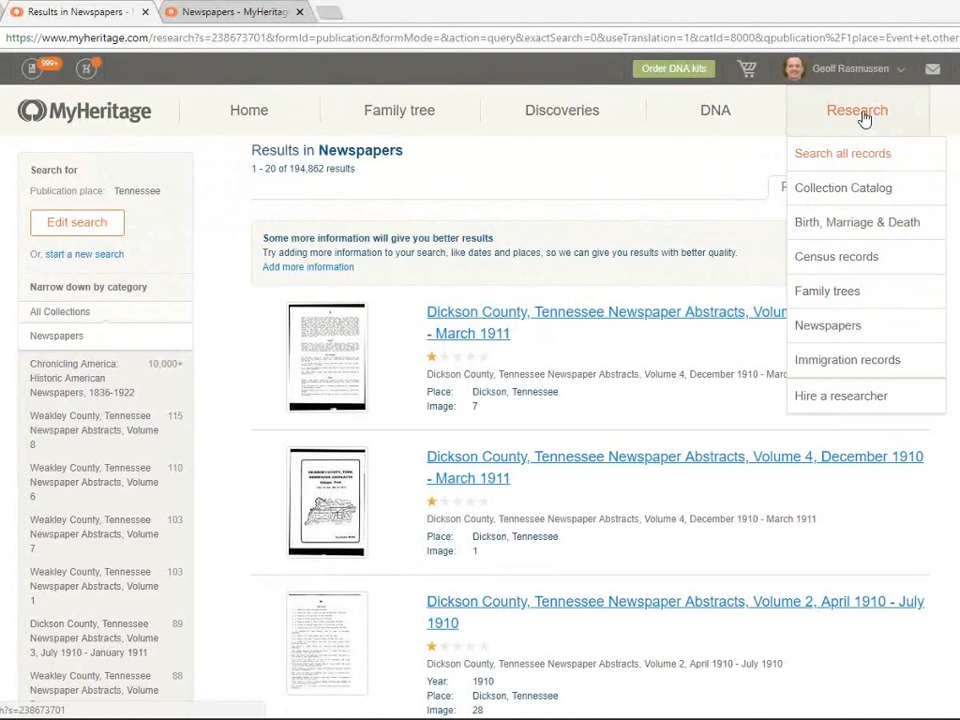 Results in Newspapers -
Newspapers - MyHeritag
https://www.myheritage.com/research?s=238673701&formId=publication&formMode=&action=query&exactSearch=0&useTranslation=1&catId=8000&qpublication%2F1place=Event+et.other
999+
Order DNA kits
Geoff Rasmussen
MyHeritage
Home
Family tree
Discoveries
DNA
Research
Search all records
Collection Catalog
Birth, Marriage & Death
Census records
Family trees
Newspapers
Immigration records
Hire a researcher
Search for
Publication place: Tennessee
Edit search
Or, start a new search
Narrow down by category
All Collections
Newspapers
Chronicling America: 10,000+
Historic American
Newspapers, 1836-1922
Weakley County, Tennessee 115
Newspaper Abstracts, Volume
8
Weakley County, Tennessee 110
Newspaper Abstracts, Volume
6
Weakley County, Tennessee 103
Newspaper Abstracts, Volume
7
Weakley County, Tennessee 103
Newspaper Abstracts, Volume
1
Dickson County, Tennessee 89
Newspaper Abstracts, Volume
3, July 1910 - January 1911
Weakley County, Tennessee 88
Newspaper Abstracts, Volume
Results in Newspapers
1 - 20 of 194,862 results
Some more information will give you better results
Try adding more information to your search, like dates and places, so we can give you results with better quality.
Add more information
Dickson County, Tennessee Newspaper Abstracts, Volum
- March 1911
Dickson County, Tennessee Newspaper Abstracts, Volume 4, December 1910 - Marc
Place: Dickson, Tennessee
Image: 7
Dickson County, Tennessee Newspaper Abstracts, Volume 4, December 1910
- March 1911
Dickson County, Tennessee Newspaper Abstracts, Volume 4, December 1910 - March 1911
Place: Dickson, Tennessee
Image: 1
Dickson County, Tennessee Newspaper Abstracts, Volume 2, April 1910 - July
1910
Dickson County, Tennessee Newspaper Abstracts, Volume 2, April 1910 - July 1910
Year: 1910
Place: Dickson, Tennessee
Image: 28
h?s=238673701